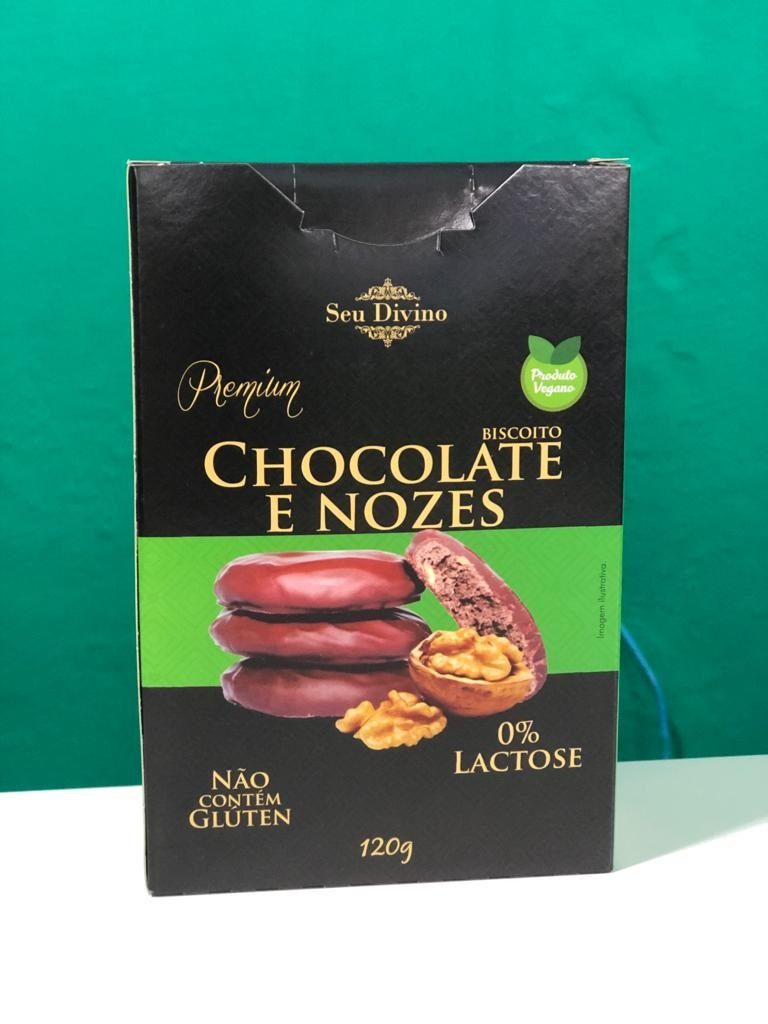 Seu Divino
Premium
Produto
Vegano
BISCOITO
CHOCOLATE
E NOZES
Imagem ilustrativa.
0%
LACTOSE
NÃO
CONTÉM
GLÚTEN
120g